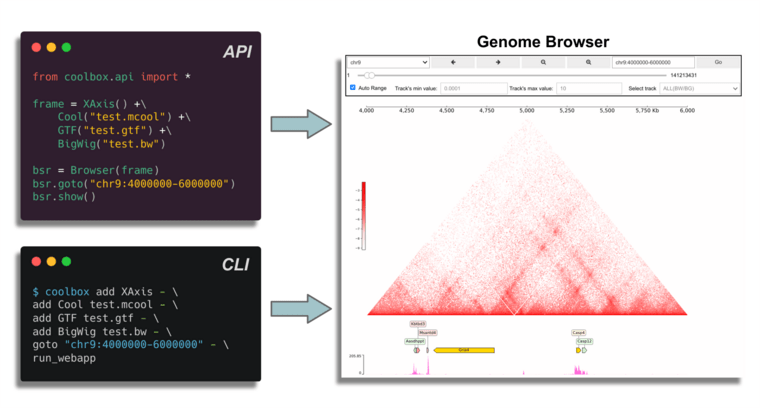 API
from coolbox.api import *
frame = XAxis() +\
Cool("test.mcool") +\
GTF("test.gtf") +\
BigWig("test.bw")
bsr = Browser(frame)
bsr.goto("chr9:4000000-6000000")
bsr.show()
CLI
$ coolbox add XAxis - \
add Cool test.mcool - \
add GTF test.gtf - \
add BigWig test.bw - \
goto "chr9:4000000-6000000" - \
run_webapp
Genome Browser
chr9 chr9:4000000-6000000 Go
1 141213431
Auto Range Track's min value: 0.0001 Track's max value: 10 Select track ALL(BW/BG)
4,000 4,250 4,500 4,750 5,000 5,250 5,500 5,750 Kb 6,000
Gria4
Casp4
Casp12
0